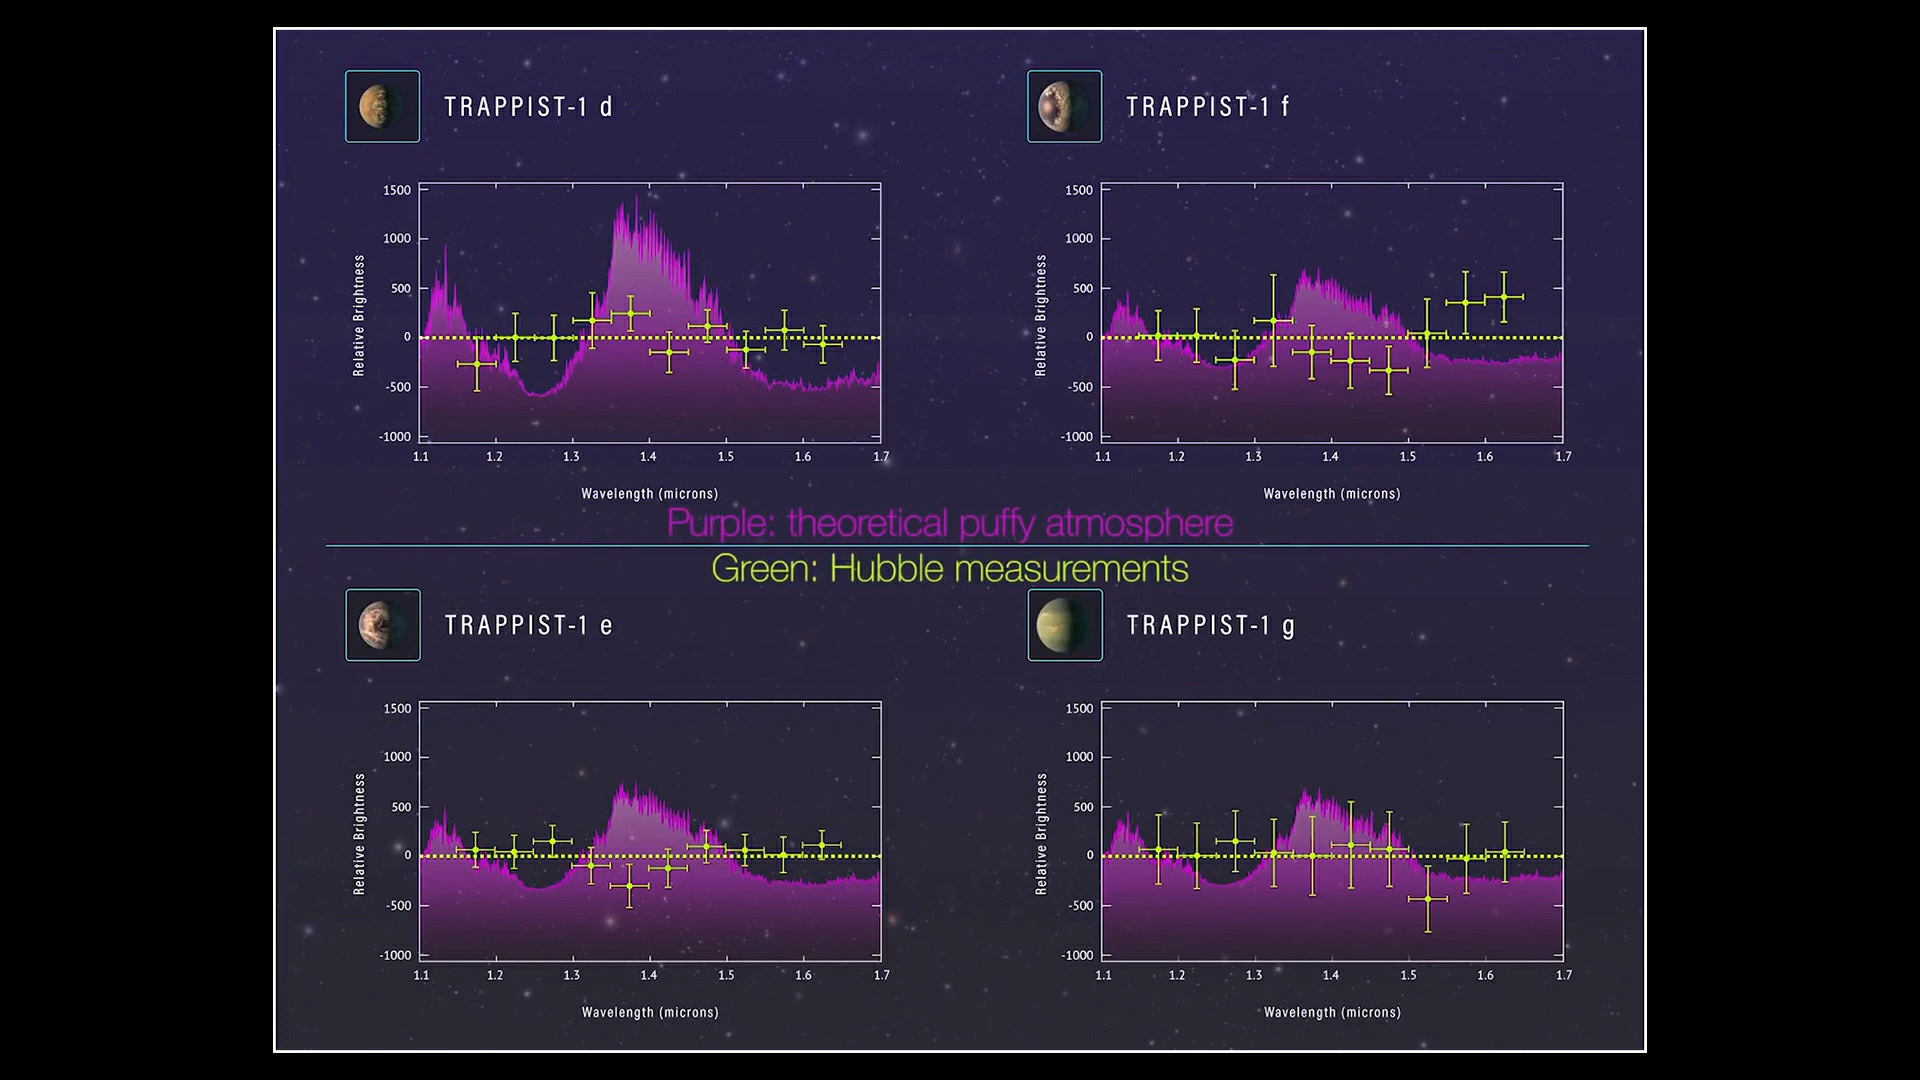 TRAPPIST-1 d
1500
1000
500
0
-500
-1000
Relative Brightness
1.1 1.2 1.3 1.4 1.5 1.6 1.7
Wavelength (microns)
TRAPPIST-1 f
1500
1000
500
0
-500
-1000
Relative Brightness
1.1 1.2 1.3 1.4 1.5 1.6 1.7
Wavelength (microns)
Purple: theoretical puffy atmosphere
Green: Hubble measurements
TRAPPIST-1 e
1500
1000
500
0
-500
-1000
Relative Brightness
1.1 1.2 1.3 1.4 1.5 1.6 1.7
Wavelength (microns)
TRAPPIST-1 g
1500
1000
500
0
-500
-1000
Relative Brightness
1.1 1.2 1.3 1.4 1.5 1.6 1.7
Wavelength (microns)